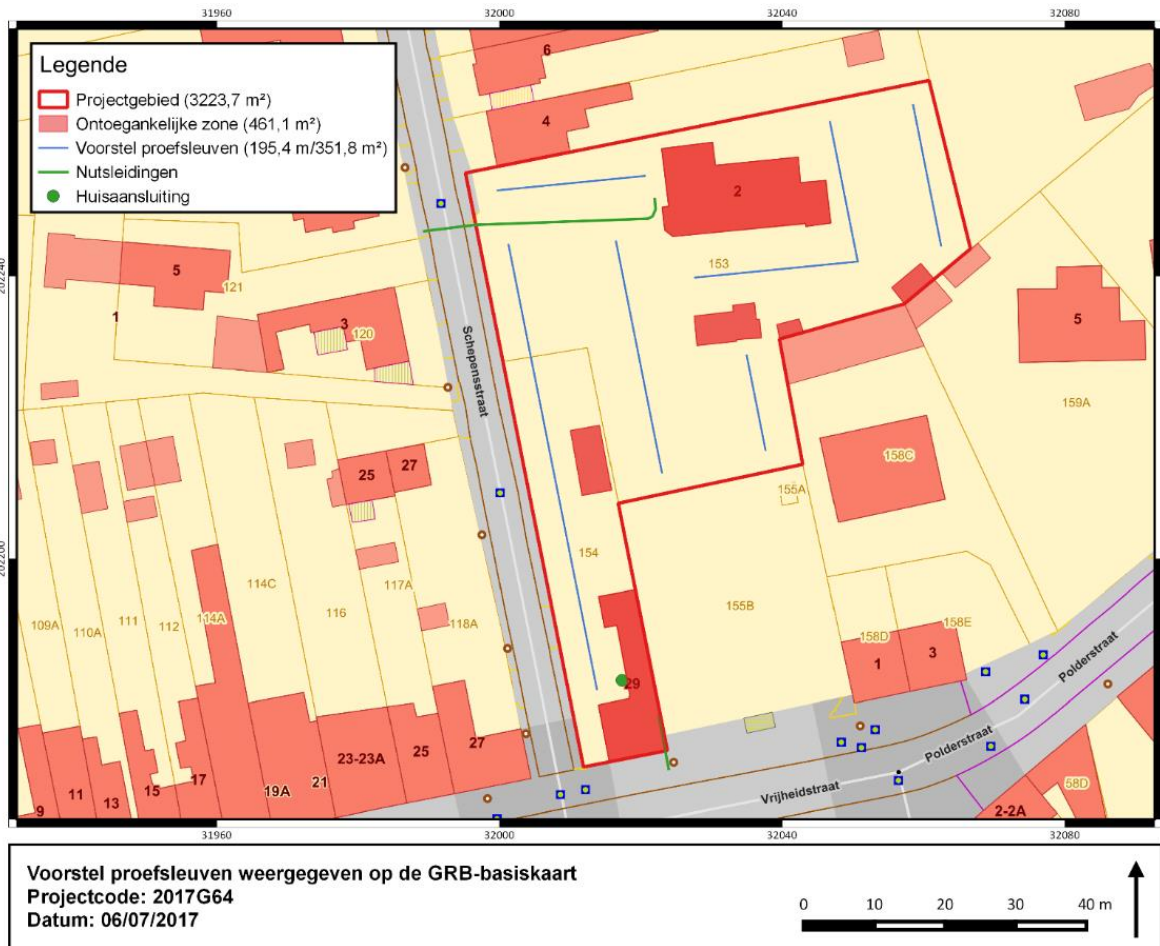 31960
32000
32040
32080
Legende
Projectgebied (3223,7 m²)
Ontoegankelijke zone (461,1 m²)
Voorstel proefsleuven (195,4 m/351,8 m²)
Nutsleidingen
Huisaansluiting
6
4
2
153
5
121
1
3
120
Schepensstraat
202240
5
159A
25
27
158C
155A
154
155B
202200
109A
110A
111
112
114A
114C
116
117A
118A
158D
158E
1
3
29
9
11
13
15
17
19A
21
23-23A
25
27
Vrijheidstraat
Polderstraat
Polderstraat
58D
2-2A
31960
32000
32040
32080
Voorstel proefsleuven weergegeven op de GRB-basiskaart
Projectcode: 2017G64
Datum: 06/07/2017
0 10 20 30 40 m